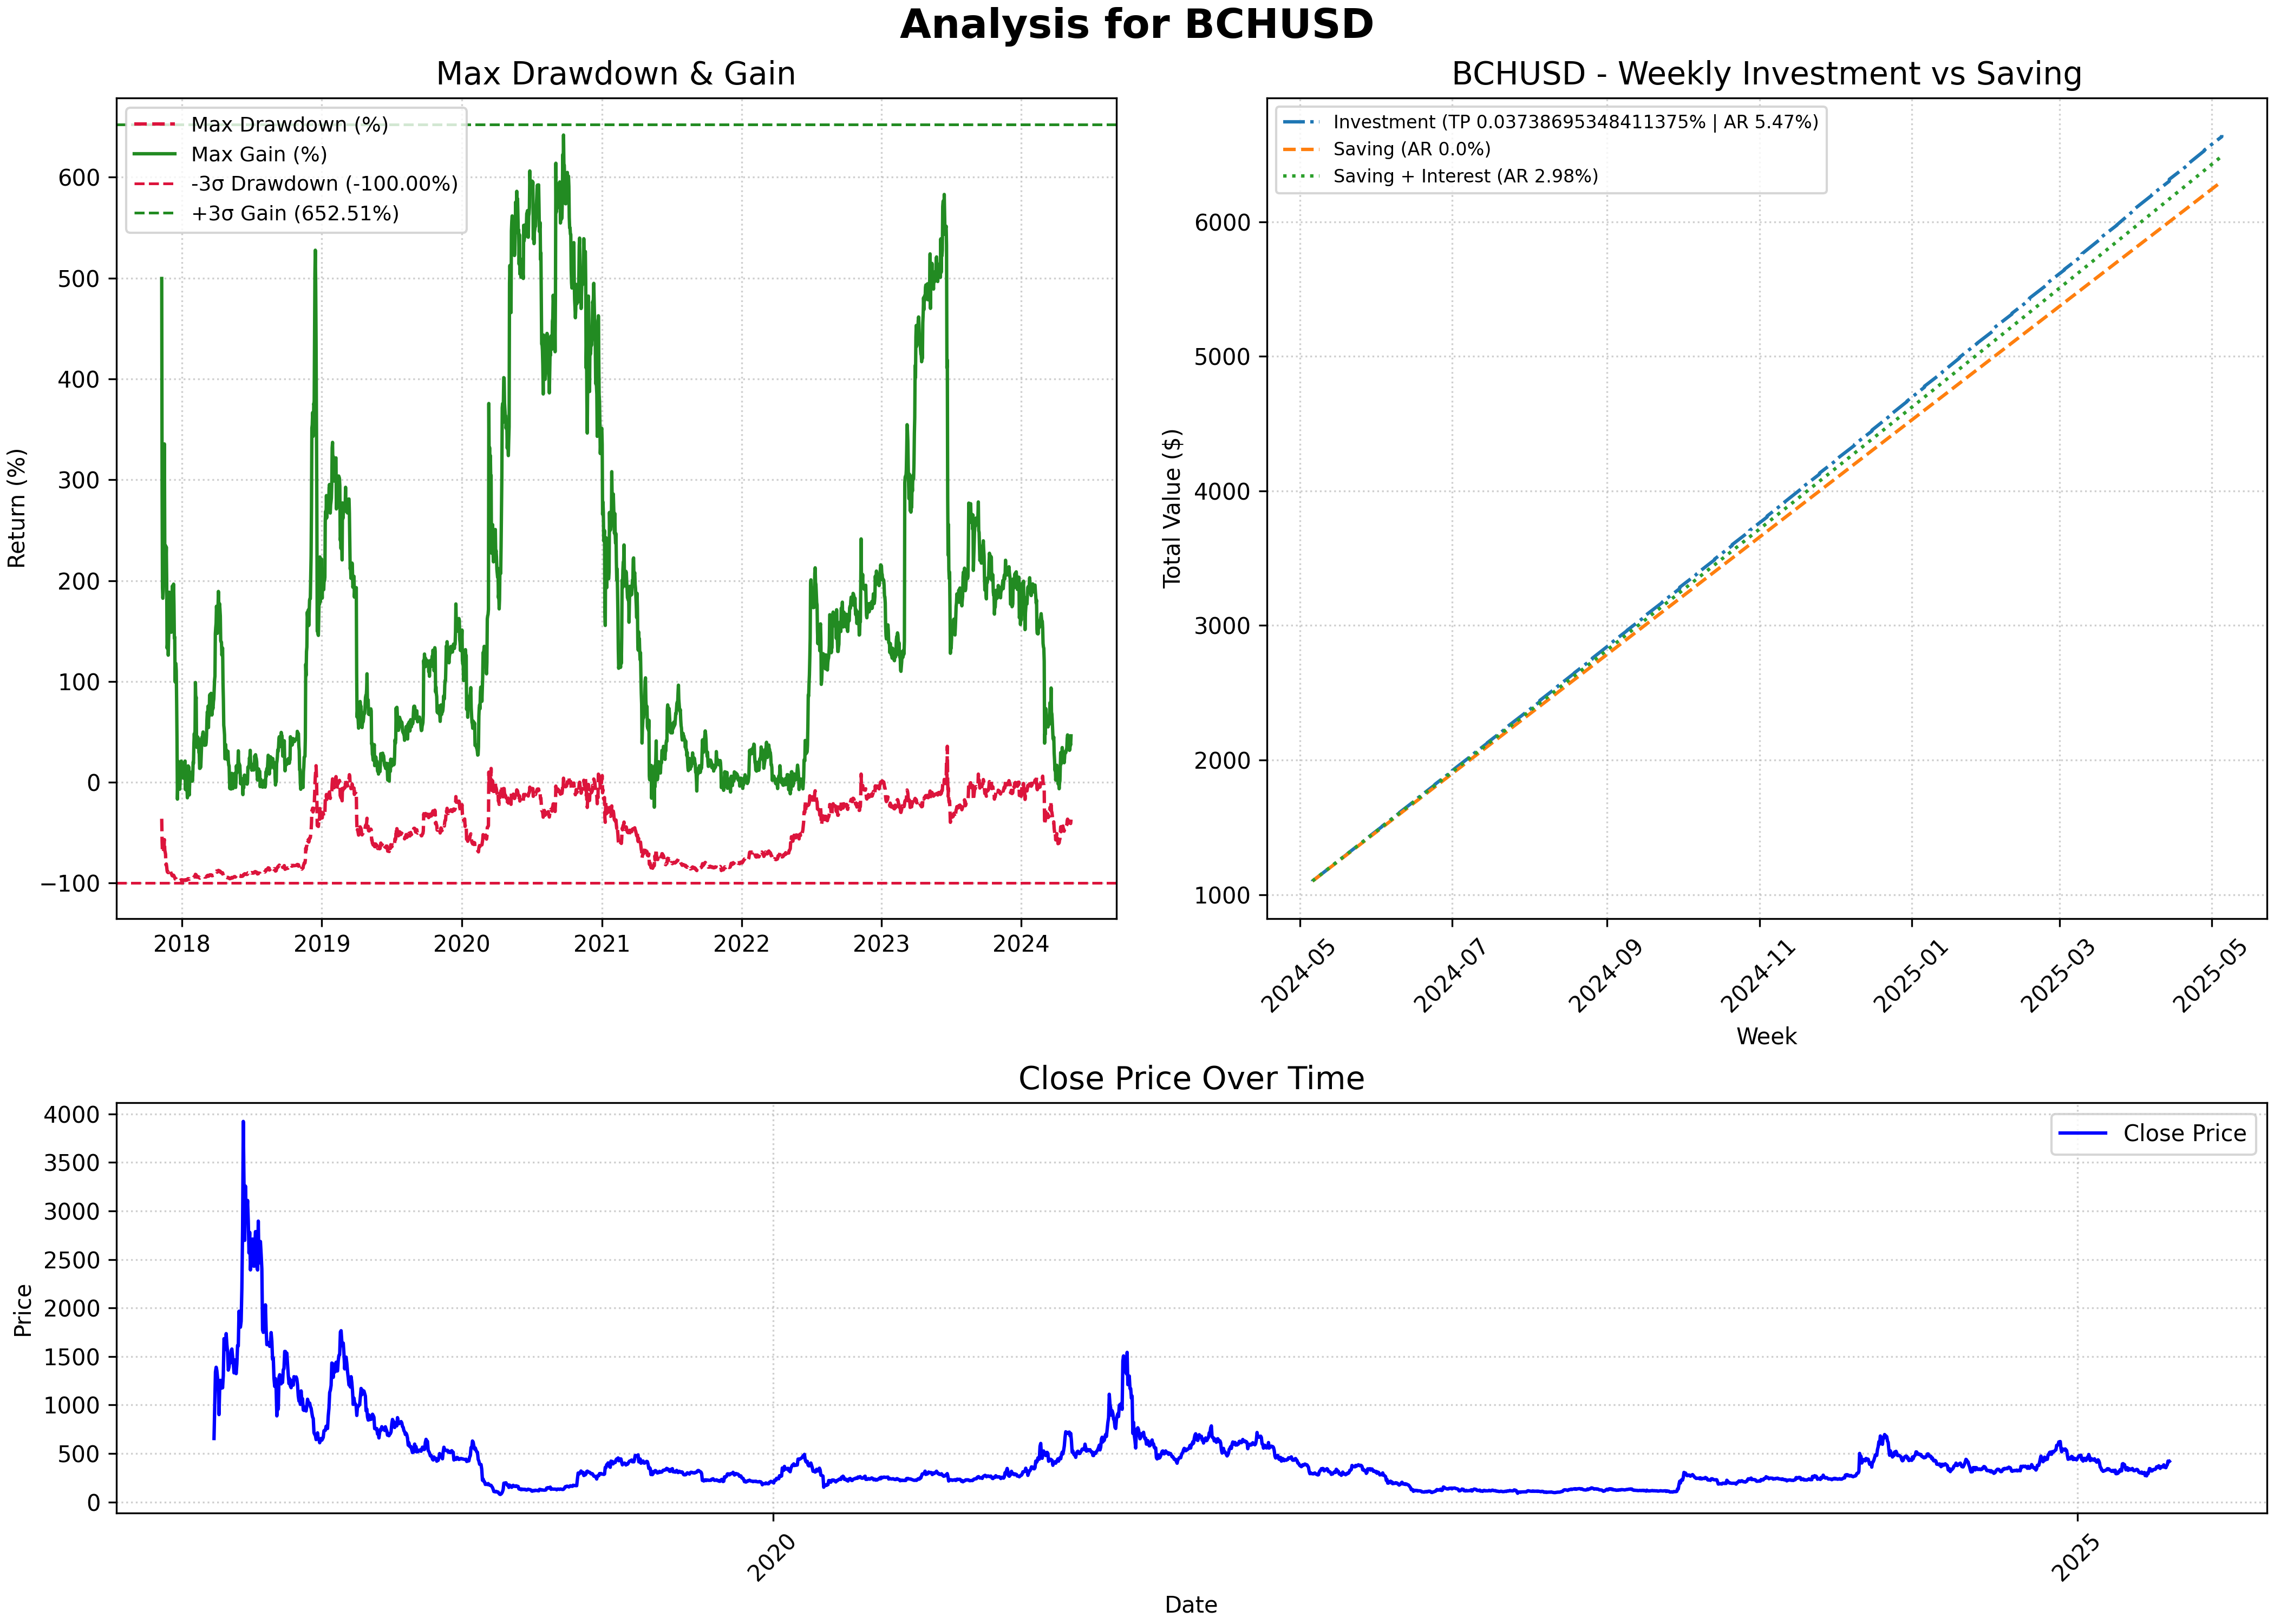 Analysis for BCHUSD
Max Drawdown & Gain
Max Drawdown (%)
Max Gain (%)
-3σ Drawdown (-100.00%)
+3σ Gain (652.51%)
Return (%)
600
500
400
300
200
100
0
−100
2018
2019
2020
2021
2022
2023
2024
BCHUSD - Weekly Investment vs Saving
Investment (TP 0.03738695348411375% | AR 5.47%)
Saving (AR 0.0%)
Saving + Interest (AR 2.98%)
Total Value ($)
6000
5000
4000
3000
2000
1000
2024-05
2024-07
2024-09
2024-11
2025-01
2025-03
2025-05
Week
Close Price Over Time
Close Price
Price
4000
3500
3000
2500
2000
1500
1000
500
0
2020
2025
Date